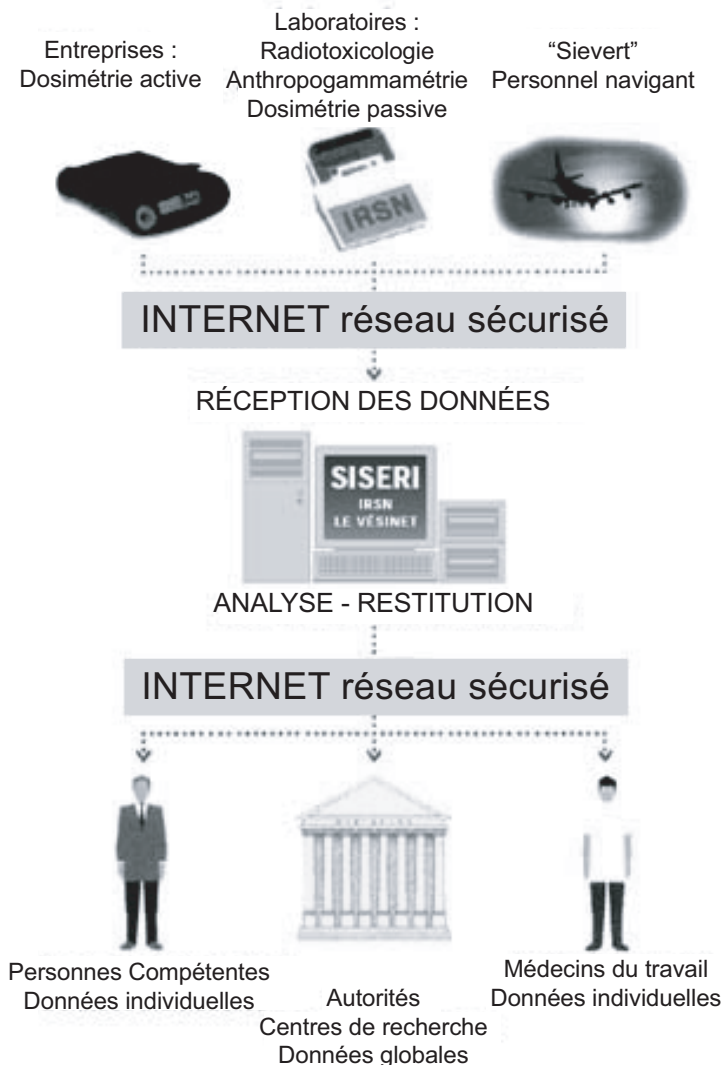 Entreprises :
Dosimétrie active
Laboratoires :
Radiotoxicologie
Anthropogammamétrie
Dosimétrie passive
“Sievert”
Personnel navigant
IRSN
INTERNET réseau sécurisé
RÉCEPTION DES DONNÉES
SISERI
IRSN
LE VÉSINET
ANALYSE - RESTITUTION
INTERNET réseau sécurisé
Personnes Compétentes
Données individuelles
Autorités
Centres de recherche
Données globales
Médecins du travail
Données individuelles